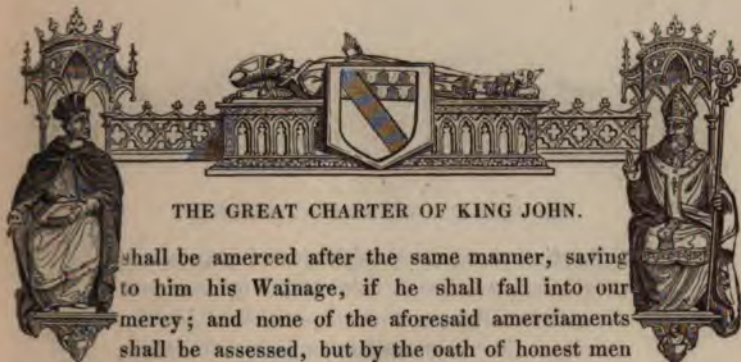 THE GREAT CHARTER OF KING JOHN.
shall be amerced after the same manner, saving
to him his Wainage, if he shall fall into our
mercy; and none of the aforesaid amerciaments
shall be assessed, but by the oath of honest men